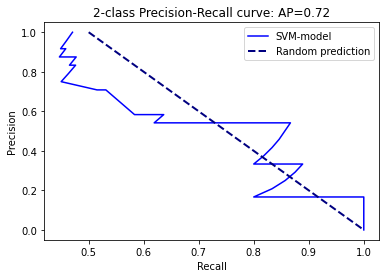 2-class Precision-Recall curve: AP=0.72
SVM-model
Random prediction
Precision
1.0
0.8
0.6
0.4
0.2
0.0
0.5 0.6 0.7 0.8 0.9 1.0
Recall